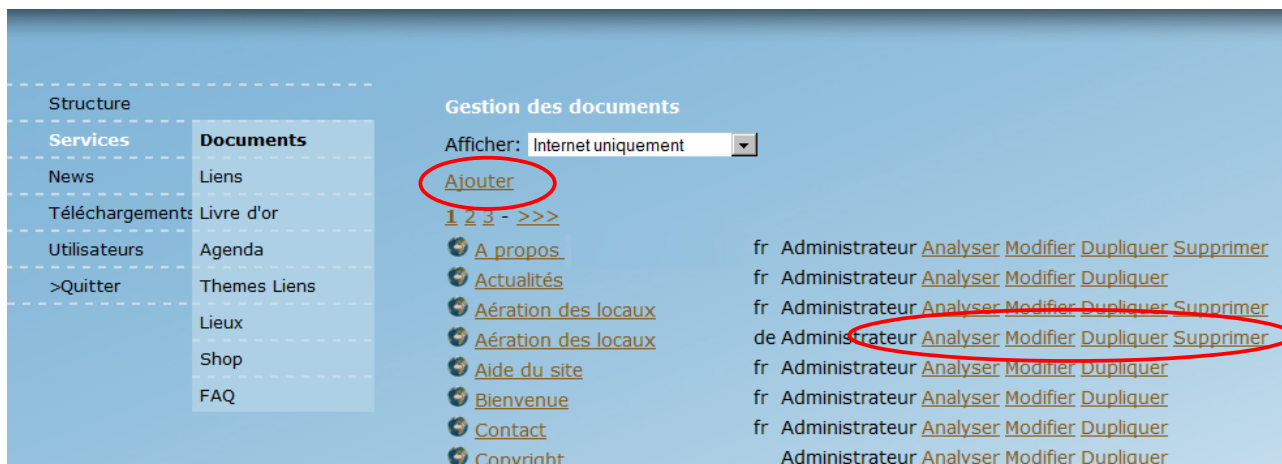 Structure
Services
News
Téléchargements
Utilisateurs
>Quitter
Documents
Liens
Livre d'or
Agenda
Themes Liens
Lieux
Shop
FAQ
Gestion des documents
Afficher: Internet uniquement
Ajouter
1 2 3 - >>>
A propos fr Administrateur Analyser Modifier Dupliquer Supprimer
Actualités fr Administrateur Analyser Modifier Dupliquer
Aération des locaux fr Administrateur Analyser Modifier Dupliquer Supprimer
Aération des locaux de Administrateur Analyser Modifier Dupliquer Supprimer
Aide du site fr Administrateur Analyser Modifier Dupliquer
Bienvenue fr Administrateur Analyser Modifier Dupliquer
Contact fr Administrateur Analyser Modifier Dupliquer
Copyright Administrateur Analyser Modifier Dupliquer